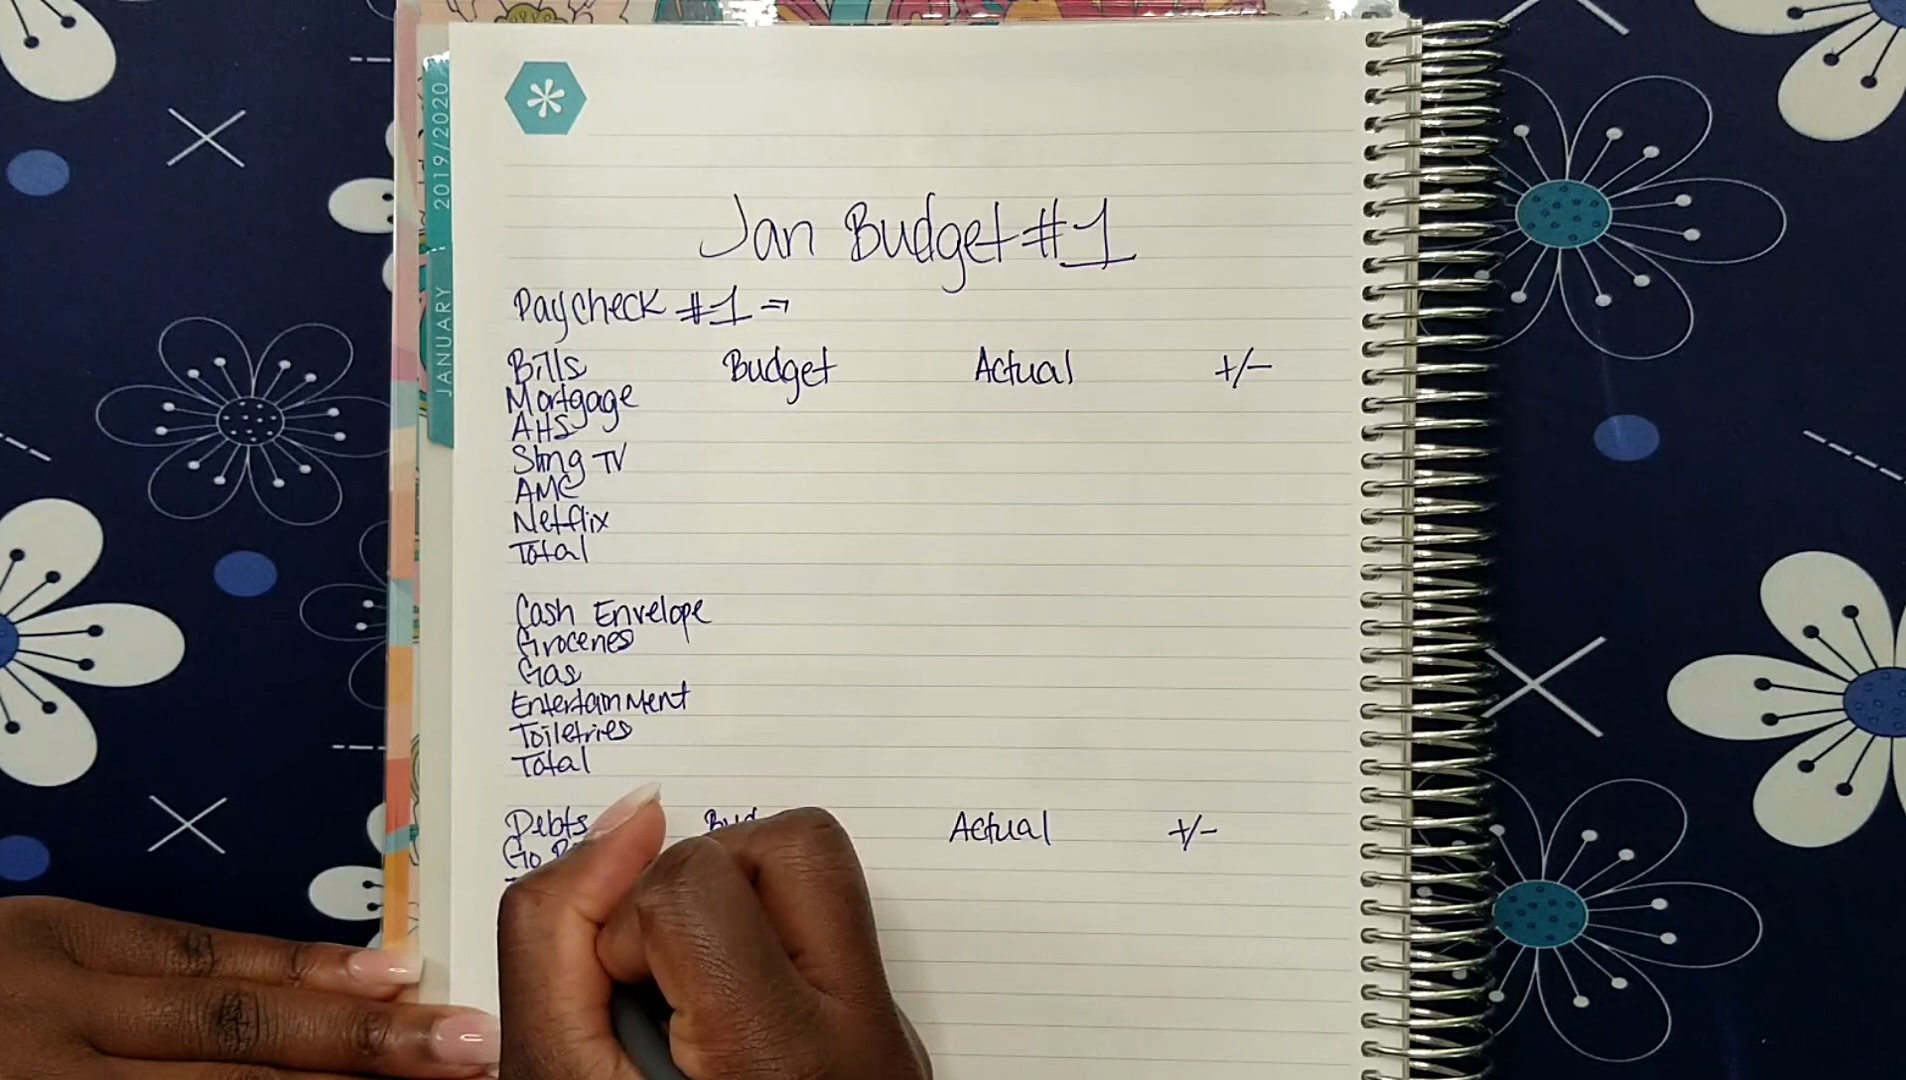 JANUARY 2019/2020
Jan Budget #1
Paycheck #1 →
Bills Budget Actual +/-
Mortgage
AHS
Sling TV
AMC
Netflix
Total
Cash Envelope
Groceries
Gas
Entertainment
Toiletries
Total
Debts Actual +/-
Go